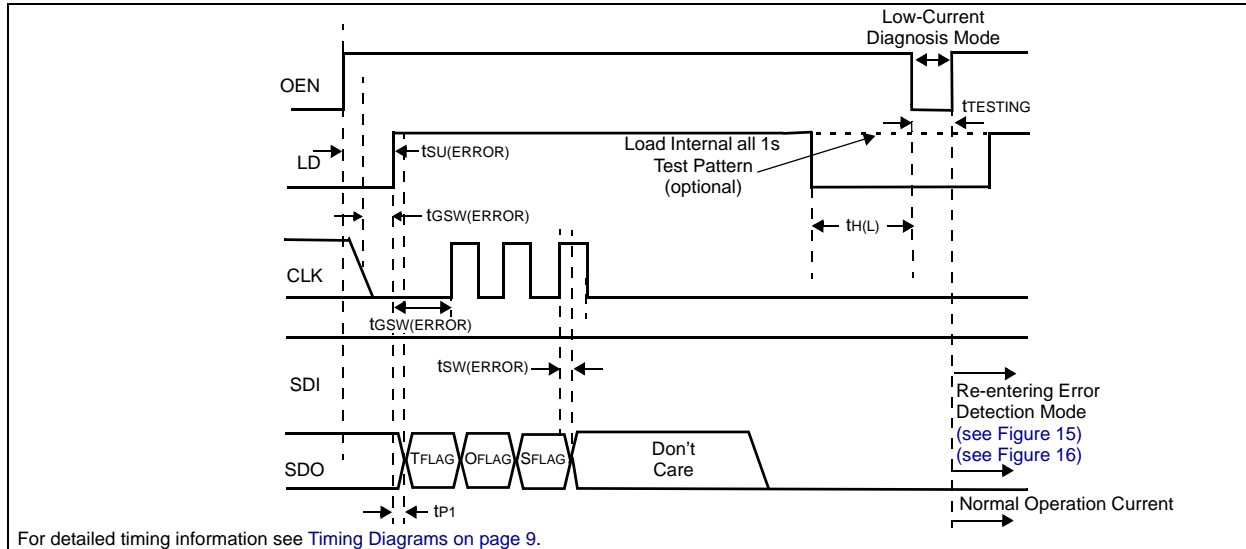 Low-Current
Diagnosis Mode
OEN
tTESTING
LD
tSU(ERROR)
Load Internal all 1s
Test Pattern
(optional)
tGSW(ERROR)
tH(L)
CLK
tGSW(ERROR)
tSW(ERROR)
SDI
Re-entering Error
Detection Mode
(see Figure 15)
(see Figure 16)
SDO
TFLAG
OFLAG
SFLAG
Don't
Care
tP1
Normal Operation Current
For detailed timing information see Timing Diagrams on page 9.